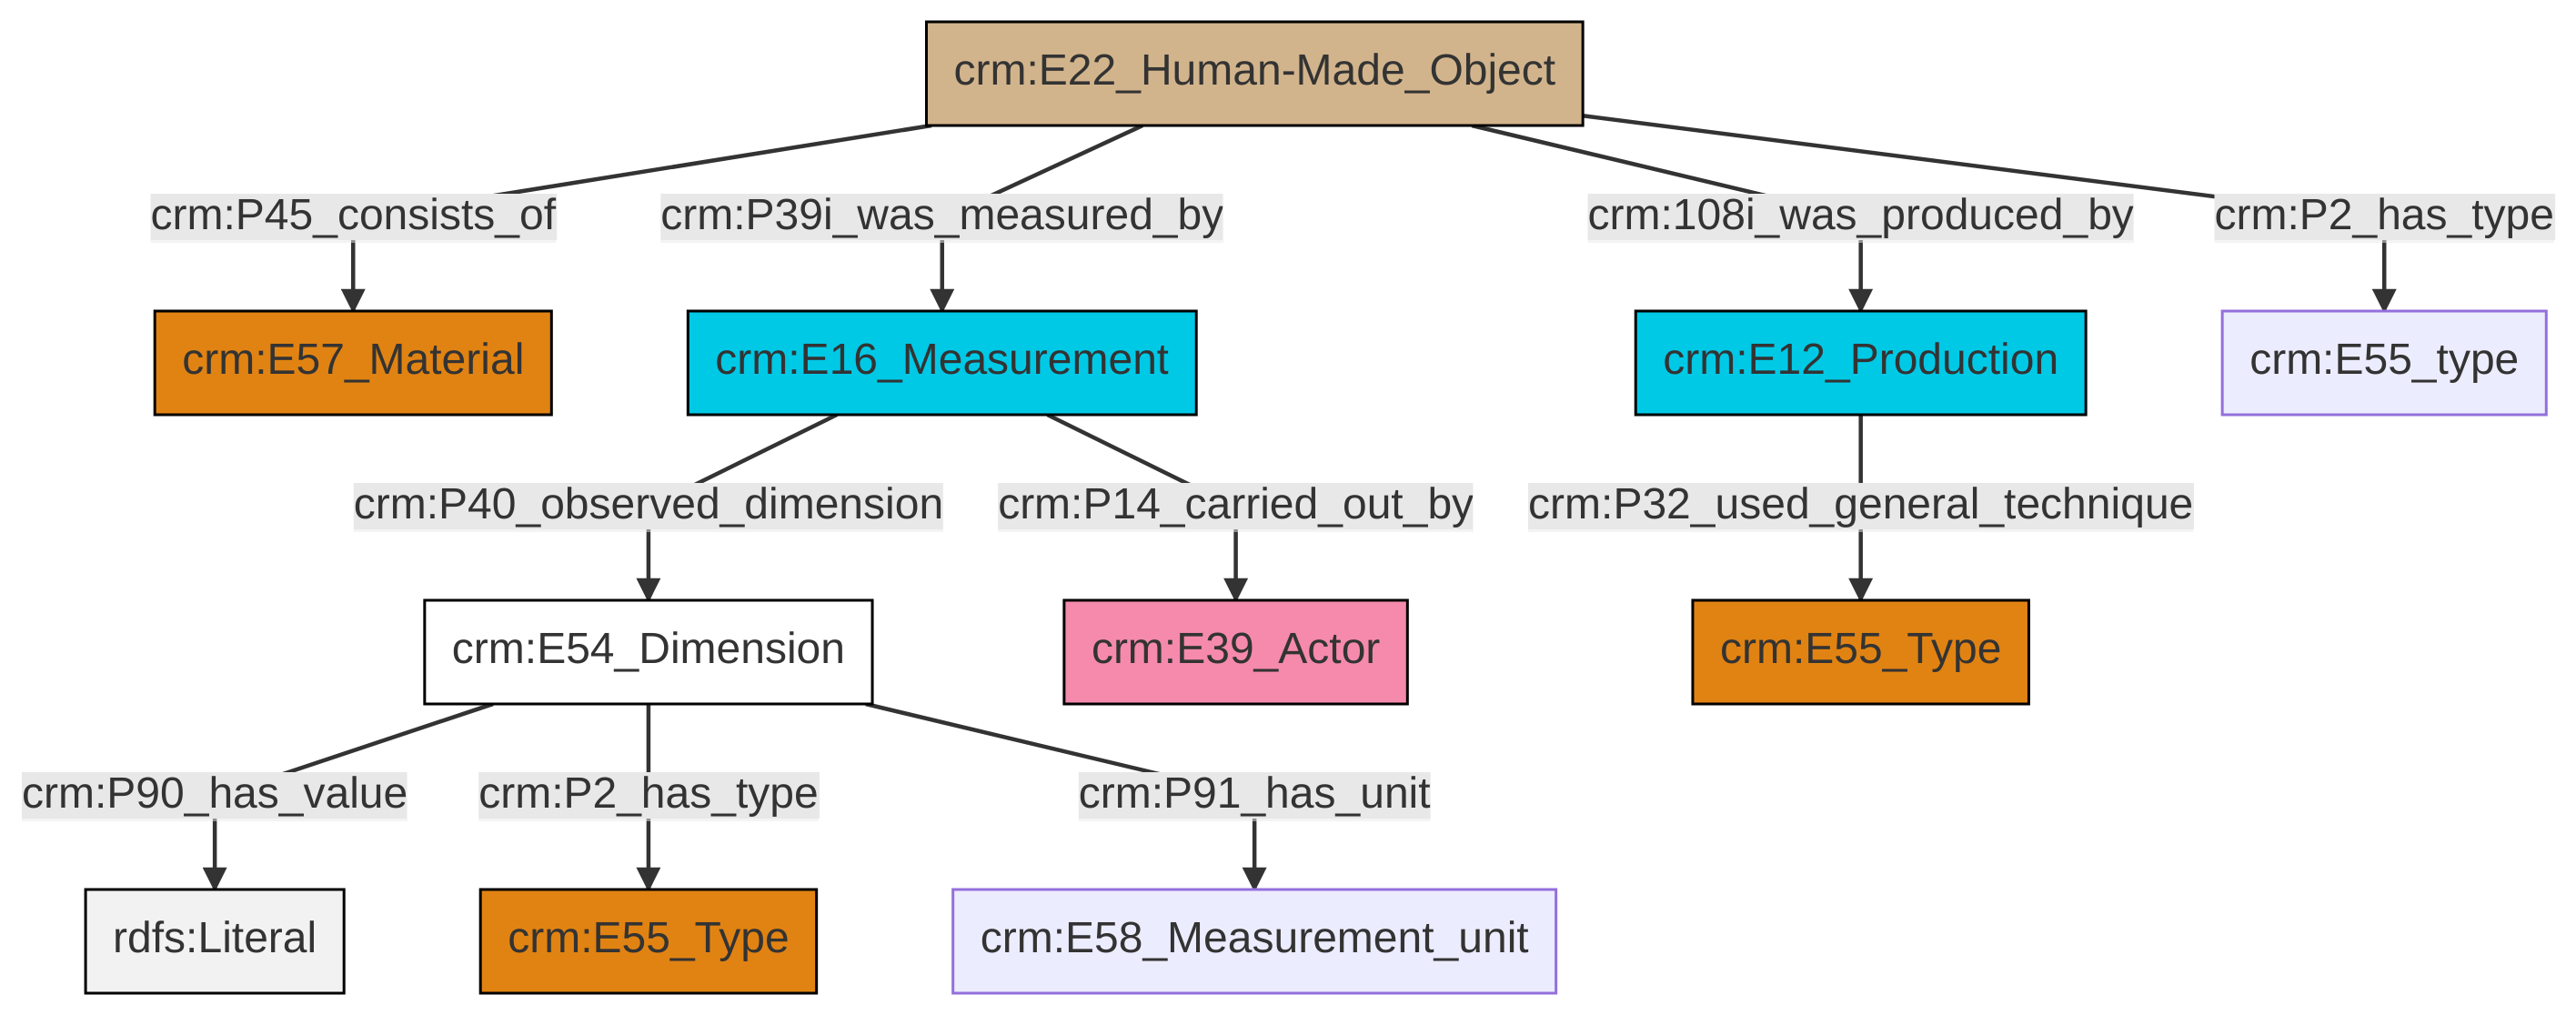 crm:E22_Human-Made_Object
crm:P45_consists_of
crm:P39i_was_measured_by
crm:108i_was_produced_by
crm:P2_has_type
crm:E57_Material
crm:E16_Measurement
crm:E12_Production
crm:E55_type
crm:P40_observed_dimension
crm:P14_carried_out_by
crm:P32_used_general_technique
crm:E54_Dimension
crm:E39_Actor
crm:E55_Type
crm:P90_has_value
crm:P2_has_type
crm:P91_has_unit
rdfs:Literal
crm:E55_Type
crm:E58_Measurement_unit